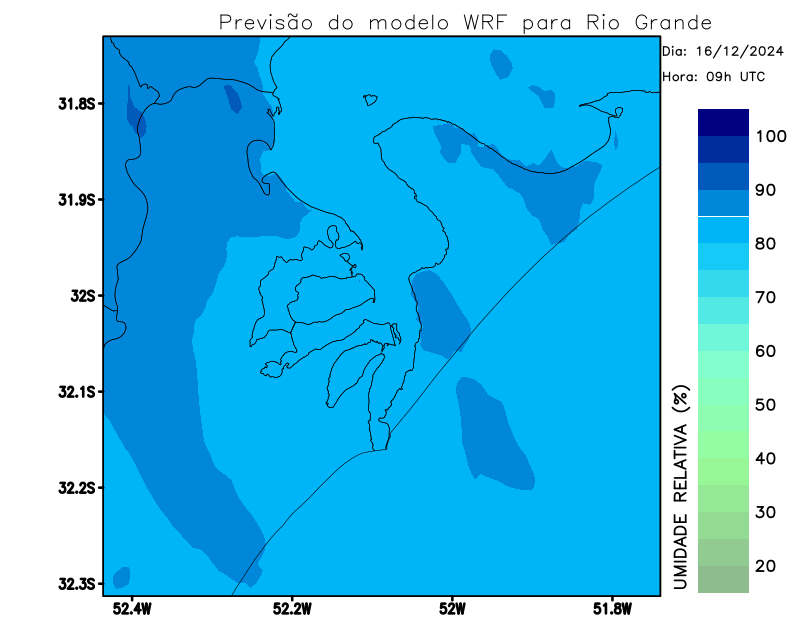 Previsão do modelo WRF para Rio Grande
Dia: 16/12/2024
Hora: 09h UTC
31.8S
31.9S
32S
32.1S
32.2S
32.3S
52.4W
52.2W
52W
51.8W
100
90
80
70
60
50
40
30
20
UMIDADE RELATIVA (%)